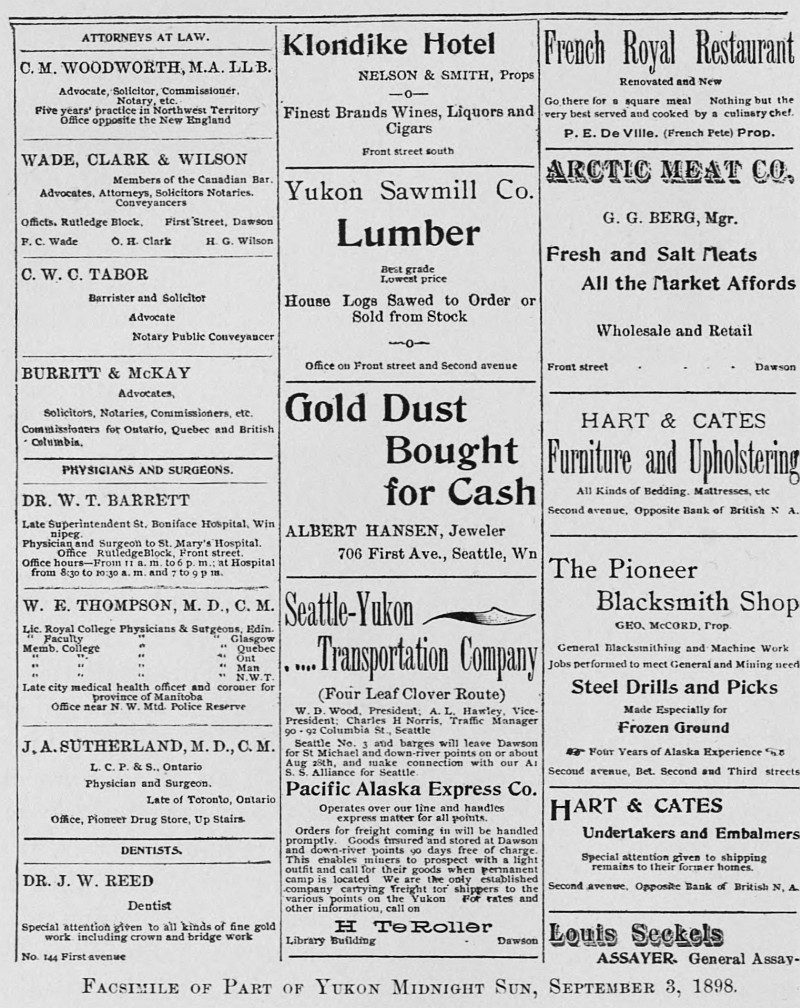 ATTORNEYS AT LAW.
C. M. WOODWORTH, M.A. LL B.
Advocate, Solicitor, Commissioner.
Notary, etc.
Five years' practice in Northwest Territory
Office opposite the New England
WADE, CLARK & WILSON
Members of the Canadian Bar.
Advocates, Attorneys, Solicitors Notaries.
Conveyancers
Offices, Rutledge Block, First Street, Dawson
F. C. Wade O. H. Clark H. G. Wilson
C. W. C. TABOR
Barrister and Solicitor
Advocate
Notary Public Conveyancer
BURRITT & McKAY
Advocates,
Solicitors, Notaries, Commissioners, etc.
Commissioners for Ontario, Quebec and British
Columbia.
PHYSICIANS AND SURGEONS.
DR. W. T. BARRETT
Late Superintendent St. Boniface Hospital, Win
nipeg.
Physician and Surgeon to St. Mary's Hospital.
Office RutledgeBlock, Front street.
Office hours—From 11 a. m. to 6 p. m.; at Hospital
from 8:30 to 10:30 a. m. and 7 to 9 p m.
W. E. THOMPSON, M. D., C. M.
Lic. Royal College Physicians & Surgeons, Edin.
" Faculty " " Glasgow
Memb. College " " Quebec
" " " " Ont
" " " " Man
" " " " N.W.T.
Late city medical health officer and coroner for
province of Manitoba
Office near N. W. Mtd. Police Reserve
J. A. SUTHERLAND, M. D., C. M.
L. C. P. & S., Ontario
Physician and Surgeon.
Late of Toronto, Ontario
Office, Pioneer Drug Store, Up Stairs.
DENTISTS.
DR. J. W. REED
Dentist
Special attention given to all kinds of fine gold
work including crown and bridge work
No. 144 First avenue
Klondike Hotel
NELSON & SMITH, Props
—o—
Finest Brands Wines, Liquors and
Cigars
Front street south
Yukon Sawmill Co.
Lumber
Best grade
Lowest price
House Logs Sawed to Order or
Sold from Stock
—o—
Office on Front street and Second avenue
Gold Dust
Bought
for Cash
ALBERT HANSEN, Jeweler
706 First Ave., Seattle, Wn
Seattle-Yukon
.....Transportation Company
(Four Leaf Clover Route)
W. D. Wood, President; A. L. Hawley, Vice-
President; Charles H Norris, Traffic Manager
90 - 92 Columbia St., Seattle
Seattle No. 3 and barges will leave Dawson
for St Michael and down-river points on or about
Aug 28th, and make connection with our A1
S. S. Alliance for Seattle
Pacific Alaska Express Co.
Operates over our line and handles
express matter for all points.
Orders for freight coming in will be handled
promptly. Goods insured and stored at Dawson
and down-river points 90 days free of charge.
This enables miners to prospect with a light
outfit and call for their goods when permanent
camp is located We are the only established
company carrying freight for shippers to the
various points on the Yukon For rates and
other information, call on
H TeRoller
Library Building - Dawson
French Royal Restaurant
Renovated and New
Go there for a square meal Nothing but the
very best served and cooked by a culinary chef.
P. E. De Ville. (French Pete) Prop.
ARCTIC MEAT CO.
G. G. BERG, Mgr.
Fresh and Salt Meats
All the Market Affords
Wholesale and Retail
Front street - - - - Dawson
HART & CATES
Furniture and Upholstering
All Kinds of Bedding. Mattresses, etc
Second avenue, Opposite Bank of British N A.
The Pioneer
Blacksmith Shop
GEO. McCORD, Prop
General Blacksmithing and Machine Work
Jobs performed to meet General and Mining need
Steel Drills and Picks
Made Especially for
Frozen Ground
Four Years of Alaska Experience
Second avenue, Bet. Second and Third streets
HART & CATES
Undertakers and Embalmers
Special attention given to shipping
remains to their former homes.
Second avenue, Opposite Bank of British N, A.
Louis Seckels
ASSAYER. General Assay-
FACSIMILE OF PART OF YUKON MIDNIGHT SUN, SEPTEMBER 3, 1898.